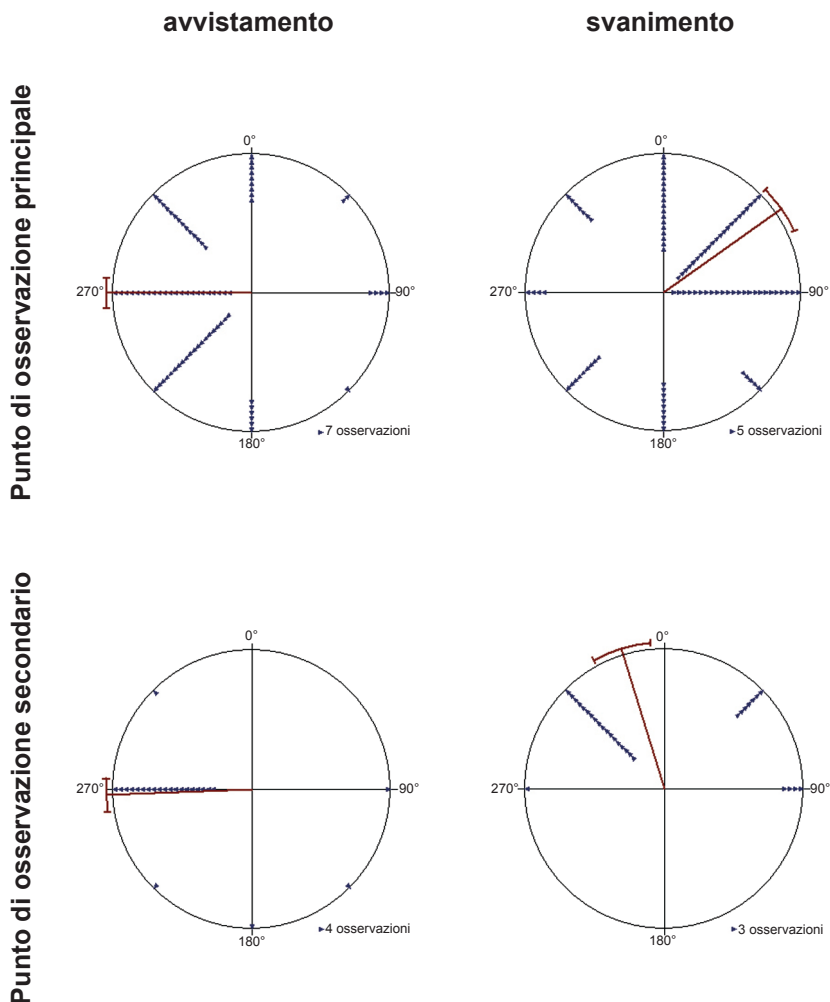 avvistamento
svanimento
Punto di osservazione principale
0°
270°
90°
180°
7 osservazioni
0°
270°
90°
180°
5 osservazioni
Punto di osservazione secondario
0°
270°
90°
180°
4 osservazioni
0°
270°
90°
180°
3 osservazioni